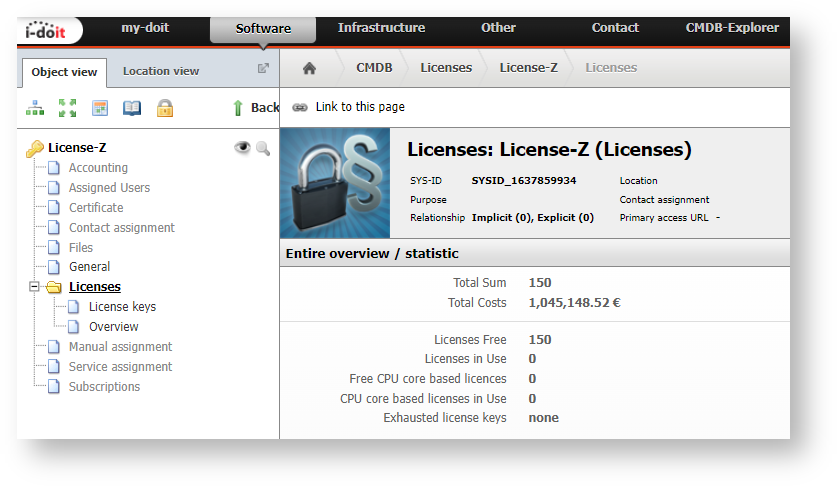 i-doit
my-doit Software Infrastructure Other Contact CMDB-Explorer
Object view Location view
CMDB Licenses License-Z Licenses
Back
Link to this page
License-Z
Accounting
Assigned Users
Certificate
Contact assignment
Files
General
Licenses
License keys
Overview
Manual assignment
Service assignment
Subscriptions
Licenses: License-Z (Licenses)
SYS-ID SYSID_1637859934 Location
Purpose Contact assignment
Relationship Implicit (0), Explicit (0) Primary access URL -
Entire overview / statistic
Total Sum 150
Total Costs 1,045,148.52 €
Licenses Free 150
Licenses in Use 0
Free CPU core based licences 0
CPU core based licenses in Use 0
Exhausted license keys none